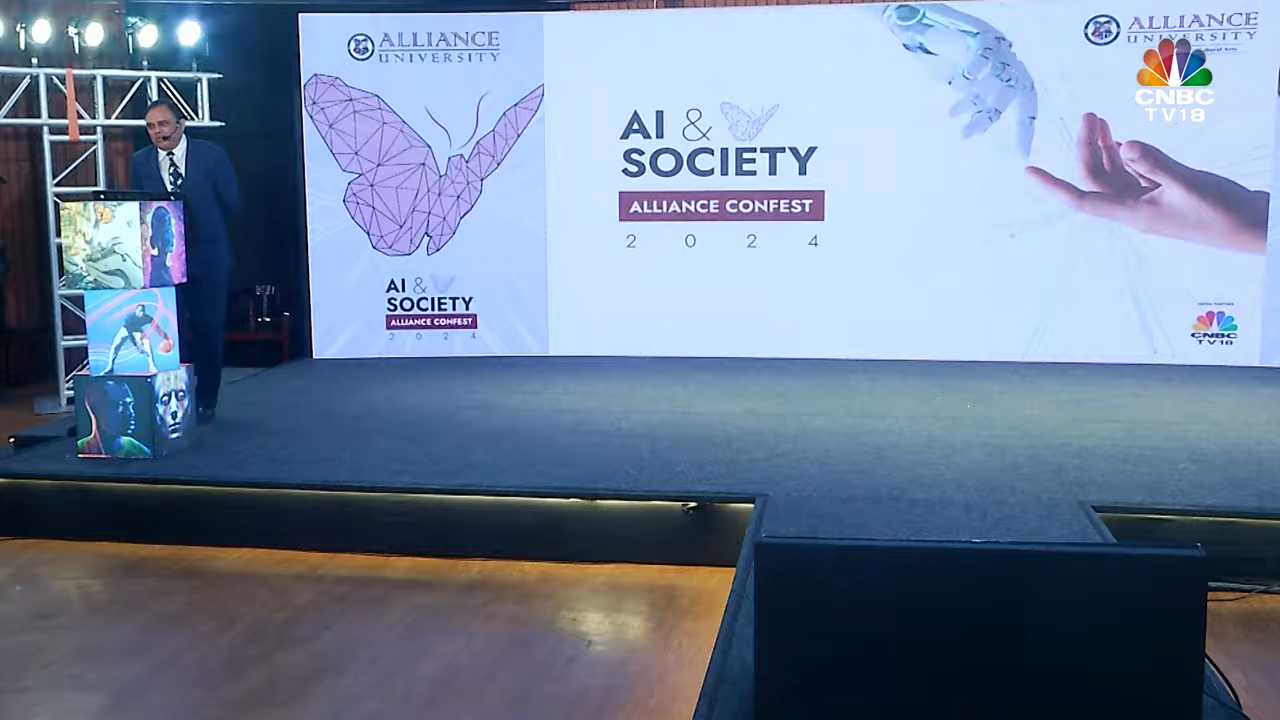 ALLIANCE
UNIVERSITY
AI &
SOCIETY
ALLIANCE CONFEST
2 0 2 4
AI &
SOCIETY
ALLIANCE CONFEST
2 0 2 4
ALLIANCE
UNIVERSITY
CNBC
TV18
CNBC
TV18